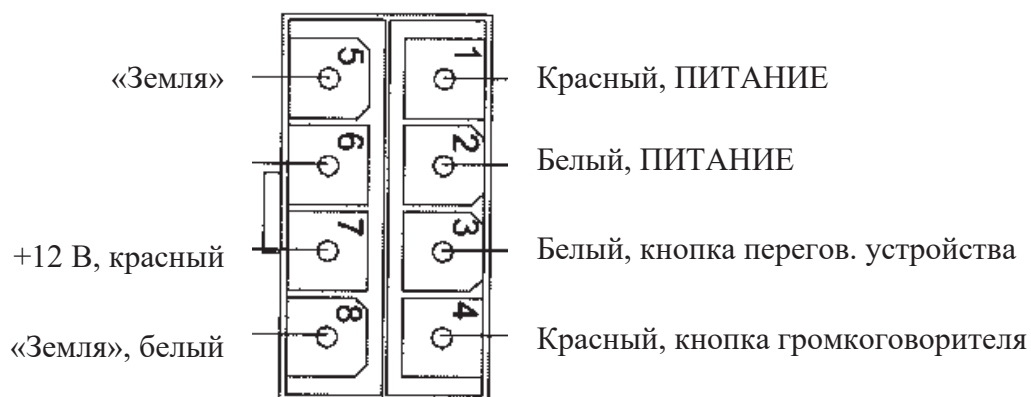 «Земля» 5 1 Красный, ПИТАНИЕ
6 2 Белый, ПИТАНИЕ
+12 В, красный 7 3 Белый, кнопка перегов. устройства
«Земля», белый 8 4 Красный, кнопка громкоговорителя